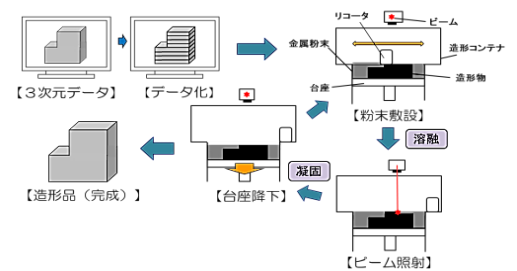 リコータ
ビーム
金属粉末
造形コンテナ
造形物
台座
【３次元データ】
【データ化】
【粉末敷設】
溶融
凝固
【造形品（完成）】
【台座降下】
【ビーム照射】